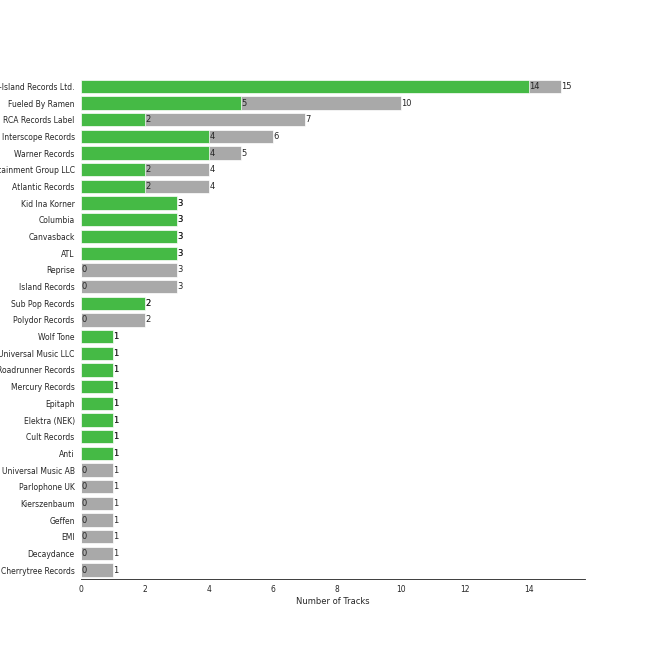 -Island Records Ltd. 14 15
Fueled By Ramen 5 10
RCA Records Label 2 7
Interscope Records 4 6
Warner Records 4 5
tainment Group LLC 2 4
Atlantic Records 2 4
Kid Ina Korner 3
Columbia 3
Canvasback 3
ATL 3
Reprise 0 3
Island Records 0 3
Sub Pop Records 2
Polydor Records 0 2
Wolf Tone 1
Universal Music LLC 1
Roadrunner Records 1
Mercury Records 1
Epitaph 1
Elektra (NEK) 1
Cult Records 1
Anti 1
Universal Music AB 0 1
Parlophone UK 0 1
Kierszenbaum 0 1
Geffen 0 1
EMI 0 1
Decaydance 0 1
Cherrytree Records 0 1
0 2 4 6 8 10 12 14
Number of Tracks